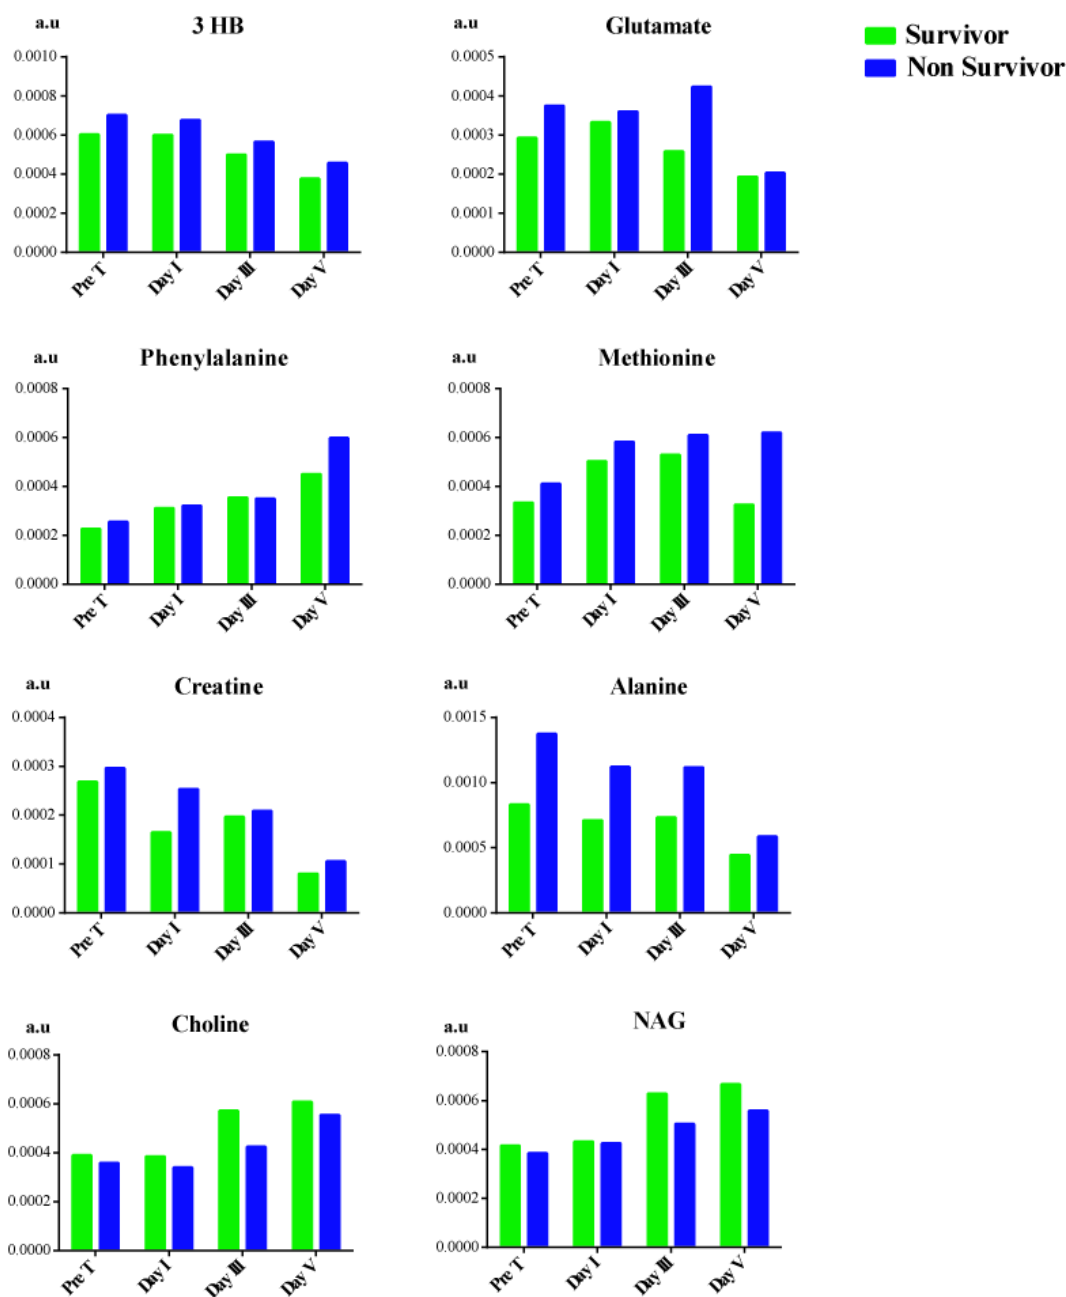 a.u
3 HB
0.0010
0.0008
0.0006
0.0004
0.0002
0.0000
Pre T
Day I
Day III
Day V
a.u
Glutamate
0.0005
0.0004
0.0003
0.0002
0.0001
0.0000
Pre T
Day I
Day III
Day V
Survivor
Non Survivor
a.u
Phenylalanine
0.0008
0.0006
0.0004
0.0002
0.0000
Pre T
Day I
Day III
Day V
a.u
Methionine
0.0008
0.0006
0.0004
0.0002
0.0000
Pre T
Day I
Day III
Day V
a.u
Creatine
0.0004
0.0003
0.0002
0.0001
0.0000
Pre T
Day I
Day III
Day V
a.u
Alanine
0.0015
0.0010
0.0005
0.0000
Pre T
Day I
Day III
Day V
a.u
Choline
0.0008
0.0006
0.0004
0.0002
0.0000
Pre T
Day I
Day III
Day V
a.u
NAG
0.0008
0.0006
0.0004
0.0002
0.0000
Pre T
Day I
Day III
Day V